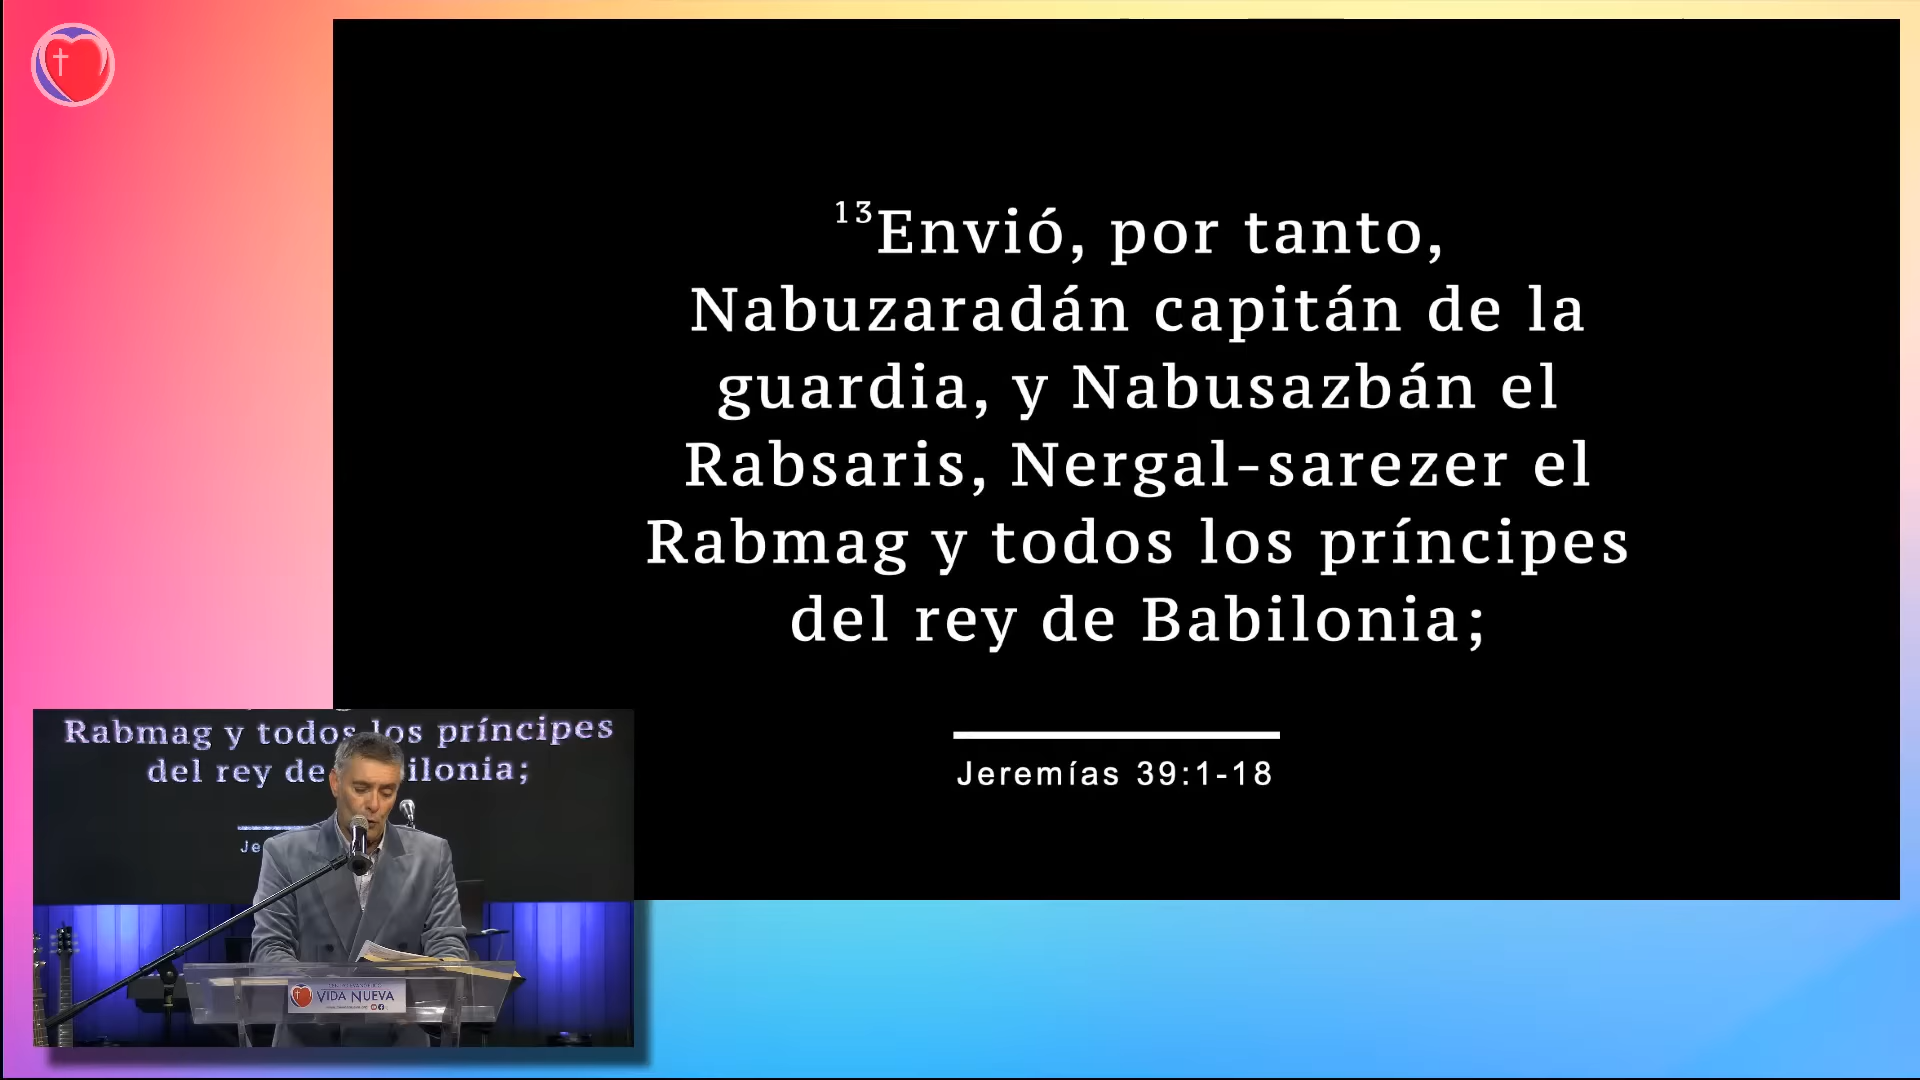 13Envió, por tanto,
Nabuzaradán capitán de la
guardia, y Nabusazbán el
Rabsaris, Nergal-sarezer el
Rabmag y todos los príncipes
del rey de Babilonia;
Jeremías 39:1-18
Rabmag y todos los príncipes
del rey de ilonia;
Je
VIDA NUEVA